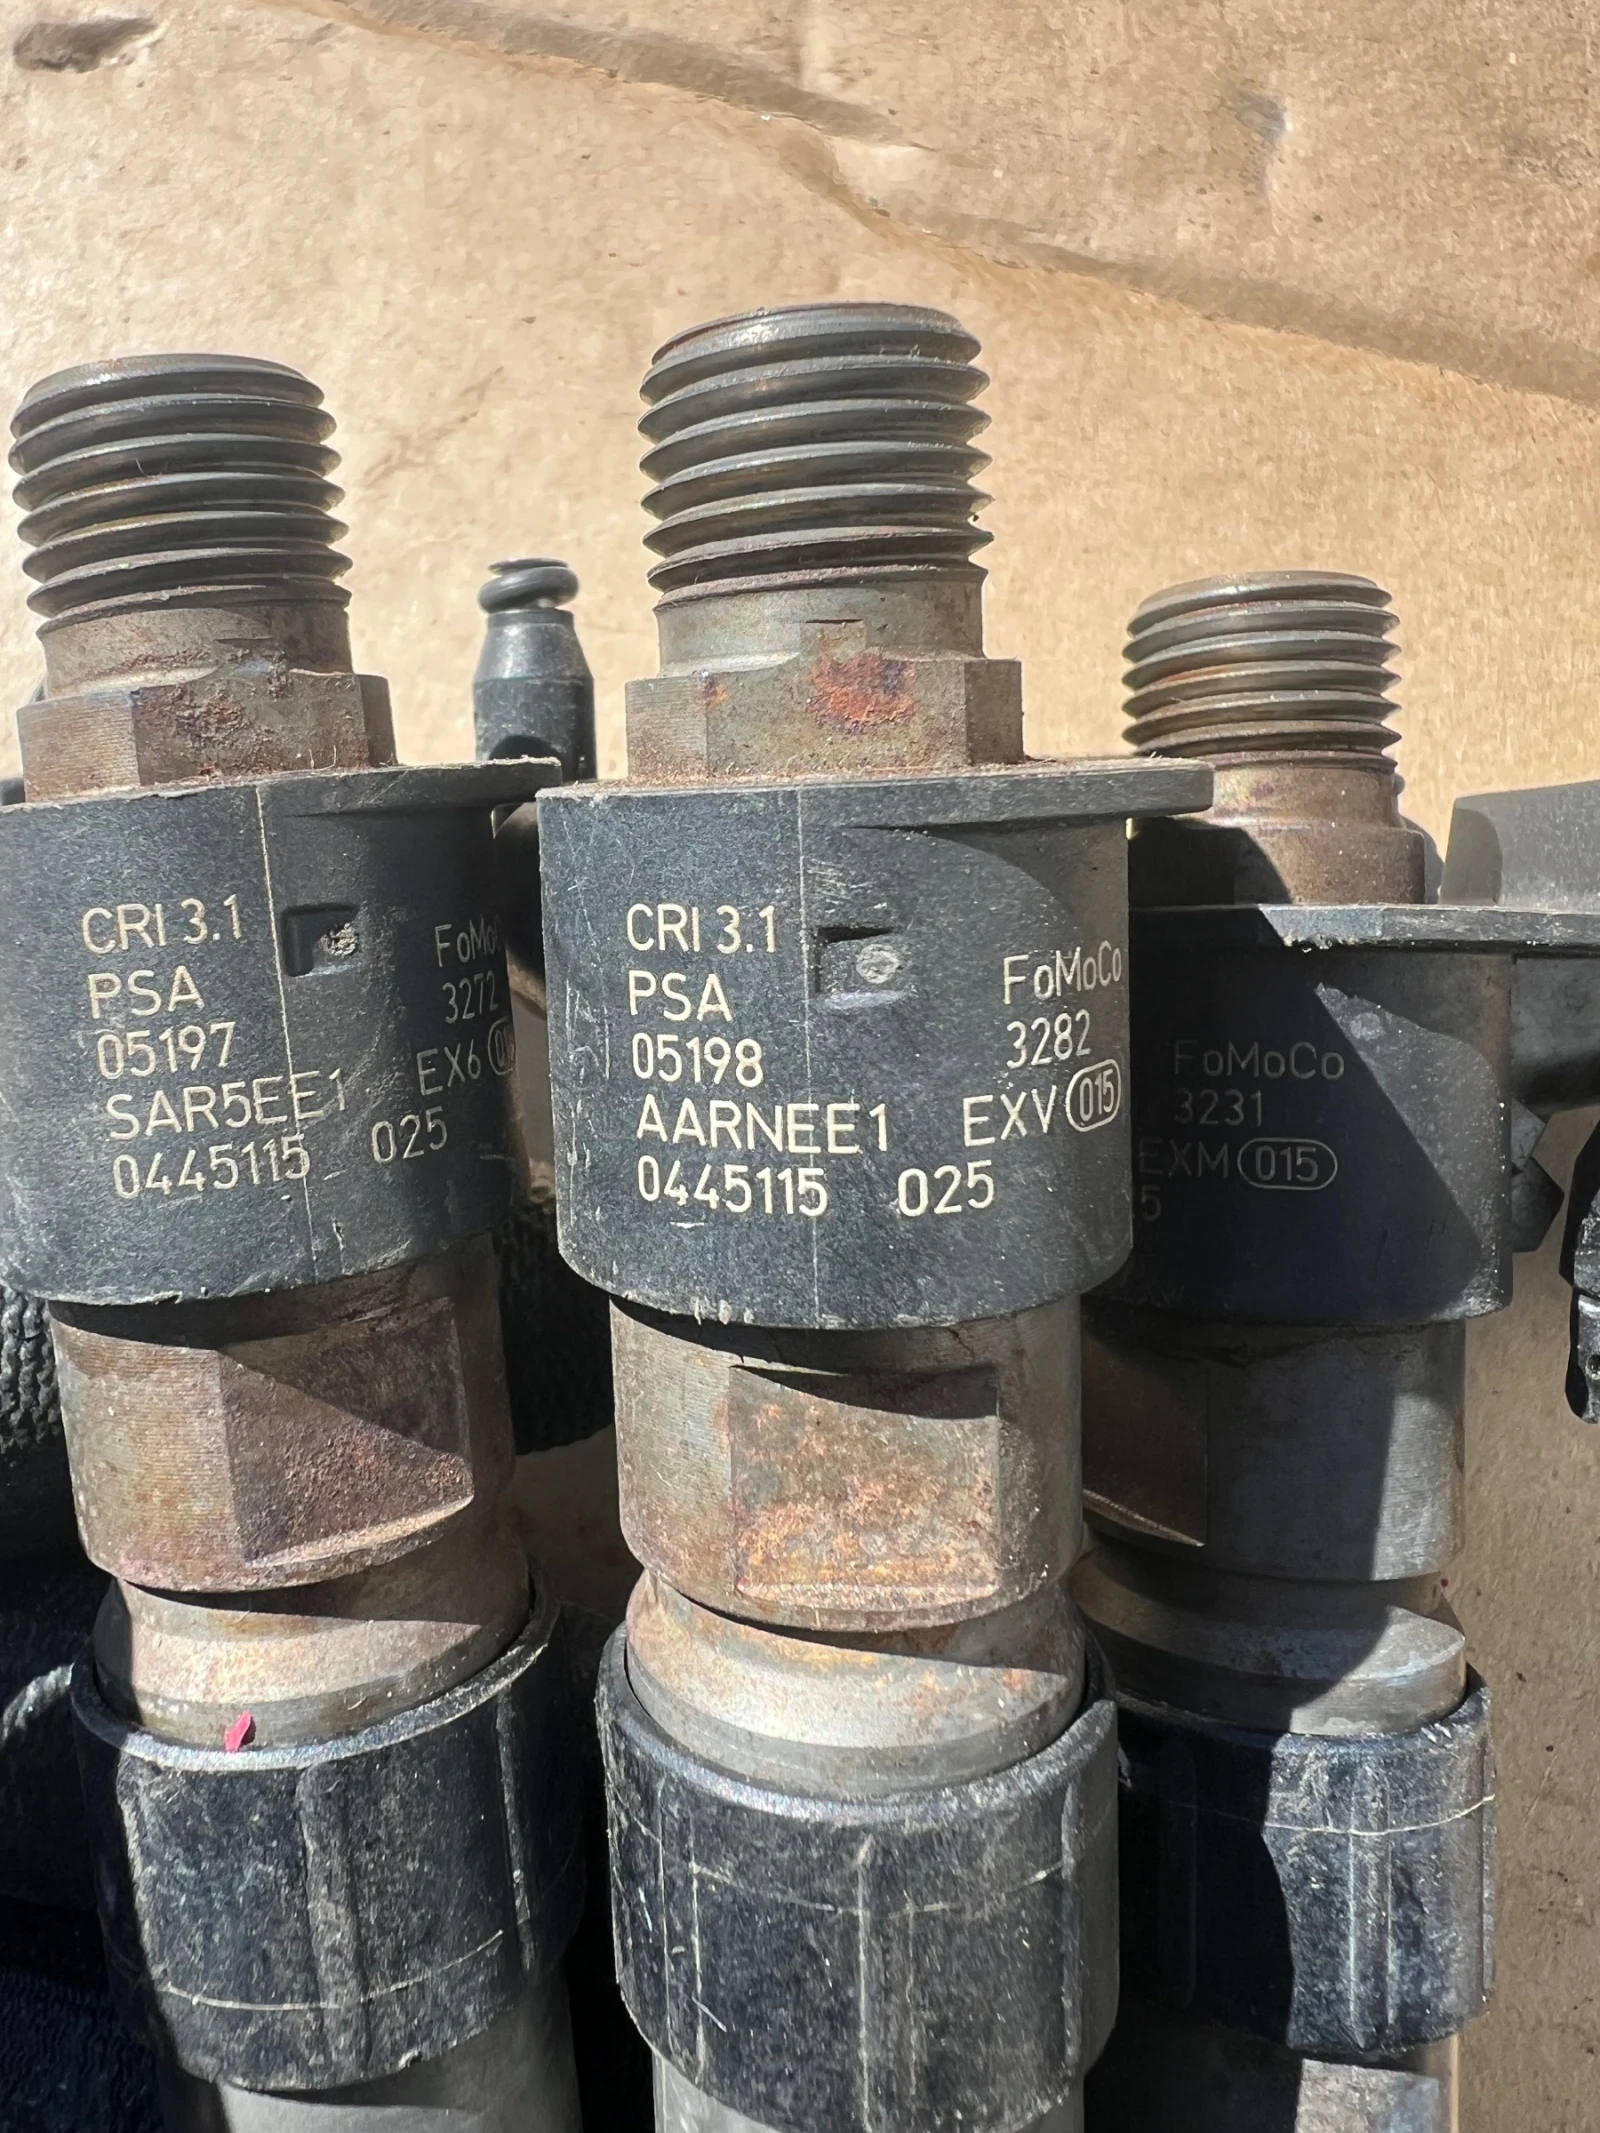 CRI 3.1
PSA
05197
SAR5EE1
0445115 025
3272
EX6
CRI 3.1
PSA
05198
AARNEE1
0445115 025
FoMoCo
3282
EXV 015
FoMoCo
3231
EXM 015